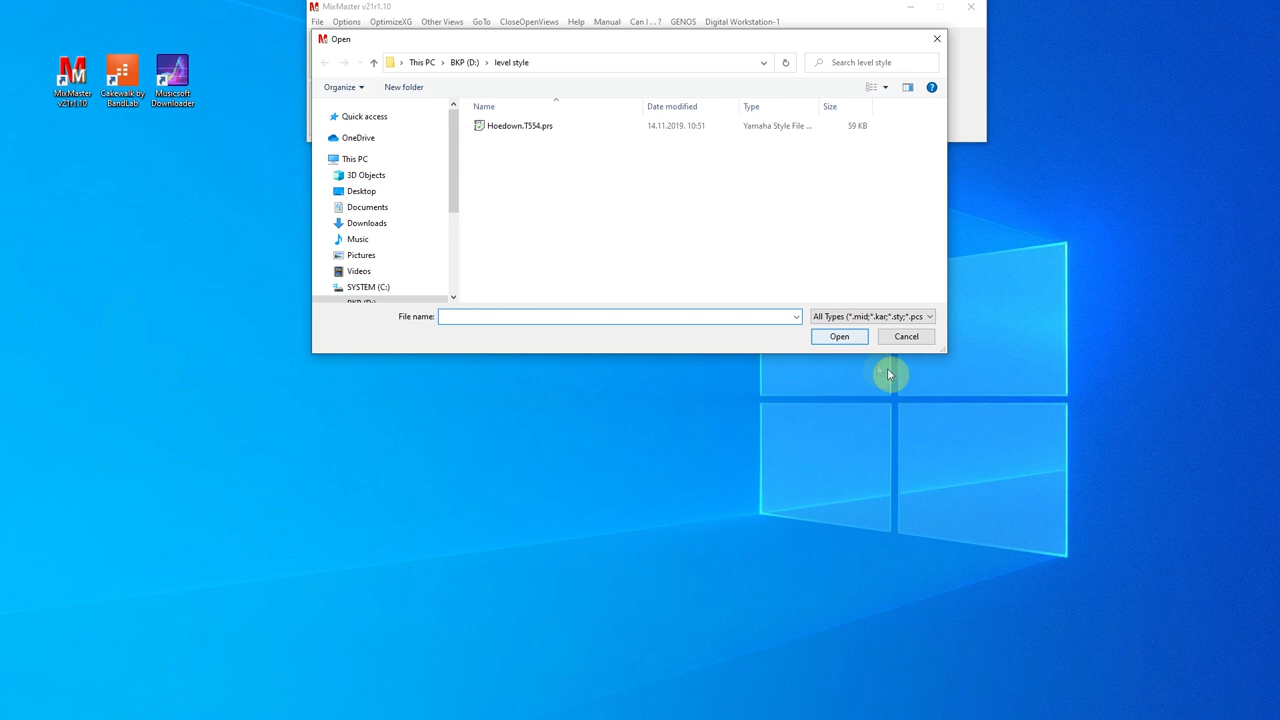 MixMaster v21r1.10
File Options OptimizeXG Other Views GoTo CloseOpenViews Help Manual Can I . . ? GENOS Digital Workstation-1
Open
This PC BKP (D:) level style
Search level style
Organize New folder
Name Date modified Type Size
Hoedown.T554.prs 14.11.2019. 10:51 Yamaha Style File ... 59 KB
Quick access
OneDrive
This PC
3D Objects
Desktop
Documents
Downloads
Music
Pictures
Videos
SYSTEM (C:)
BKP (D:)
File name:
All Types (*.mid;*.kar;*.sty;*.pcs
Open Cancel
MixMaster
v21r1.10
Cakewalk by
BandLab
Musicsoft
Downloader